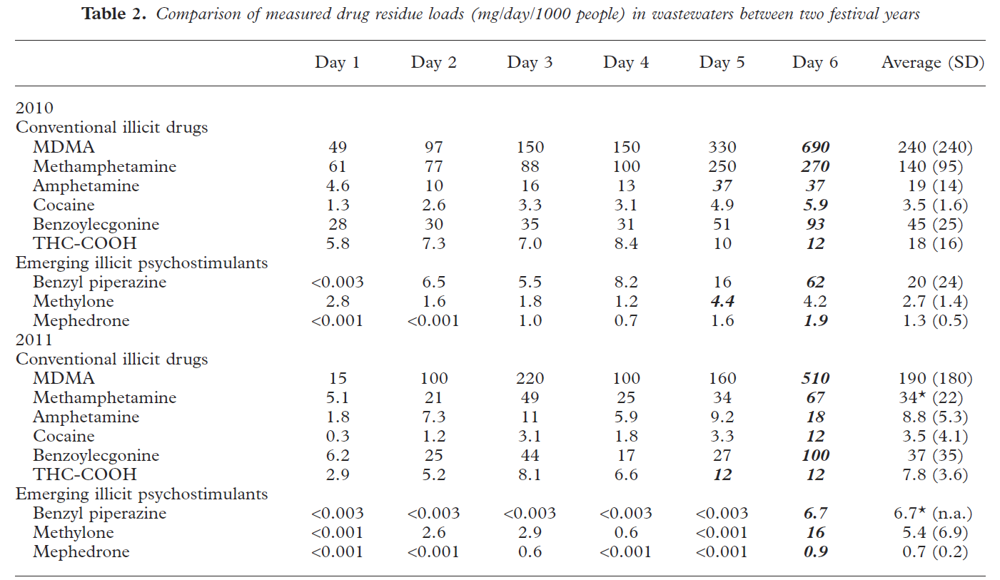 Table 2. Comparison of measured drug residue loads (mg/day/1000 people) in wastewaters between two festival years
Day 1 Day 2 Day 3 Day 4 Day 5 Day 6 Average (SD)
2010
Conventional illicit drugs
MDMA 49 97 150 150 330 690 240 (240)
Methamphetamine 61 77 88 100 250 270 140 (95)
Amphetamine 4.6 10 16 13 37 37 19 (14)
Cocaine 1.3 2.6 3.3 3.1 4.9 5.9 3.5 (1.6)
Benzoylecgonine 28 30 35 31 51 93 45 (25)
THC-COOH 5.8 7.3 7.0 8.4 10 12 18 (16)
Emerging illicit psychostimulants
Benzyl piperazine <0.003 6.5 5.5 8.2 16 62 20 (24)
Methylone 2.8 1.6 1.8 1.2 4.4 4.2 2.7 (1.4)
Mephedrone <0.001 <0.001 1.0 0.7 1.6 1.9 1.3 (0.5)
2011
Conventional illicit drugs
MDMA 15 100 220 100 160 510 190 (180)
Methamphetamine 5.1 21 49 25 34 67 34* (22)
Amphetamine 1.8 7.3 11 5.9 9.2 18 8.8 (5.3)
Cocaine 0.3 1.2 3.1 1.8 3.3 12 3.5 (4.1)
Benzoylecgonine 6.2 25 44 17 27 100 37 (35)
THC-COOH 2.9 5.2 8.1 6.6 12 12 7.8 (3.6)
Emerging illicit psychostimulants
Benzyl piperazine <0.003 <0.003 <0.003 <0.003 <0.003 6.7 6.7* (n.a.)
Methylone <0.001 2.6 2.9 0.6 <0.001 16 5.4 (6.9)
Mephedrone <0.001 <0.001 0.6 <0.001 <0.001 0.9 0.7 (0.2)